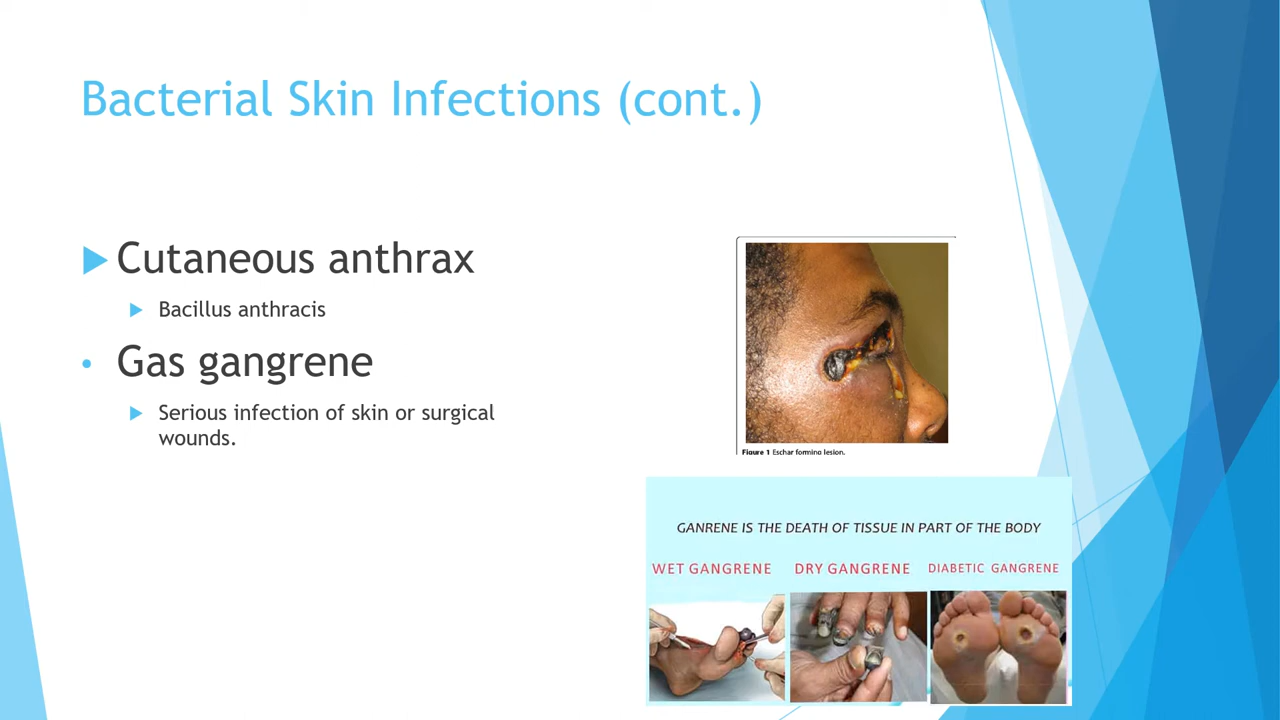 Bacterial Skin Infections (cont.)
Cutaneous anthrax
Bacillus anthracis
Gas gangrene
Serious infection of skin or surgical
wounds.
Figure 1 Eschar forming lesion.
GANRENE IS THE DEATH OF TISSUE IN PART OF THE BODY
WET GANGRENE DRY GANGRENE DIABETIC GANGRENE